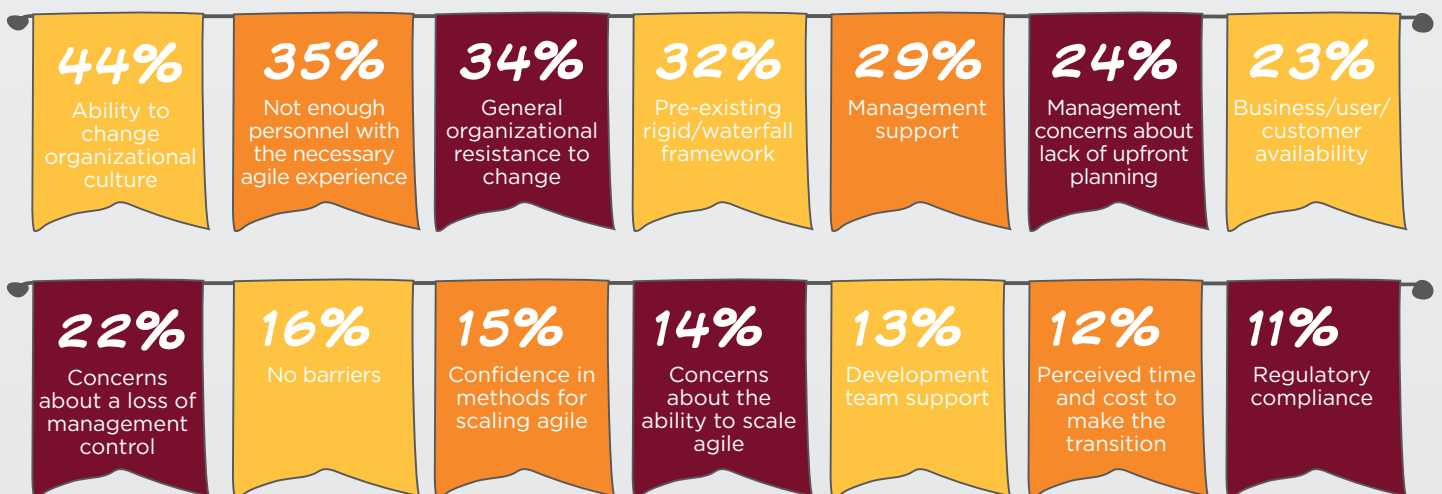 44%
Ability to
change
organizational
culture
35%
Not enough
personnel with
the necessary
agile experience
34%
General
organizational
resistance to
change
32%
Pre-existing
rigid/waterfall
framework
29%
Management
support
24%
Management
concerns about
lack of upfront
planning
23%
Business/user/
customer
availability
22%
Concerns
about a loss of
management
control
16%
No barriers
15%
Confidence in
methods for
scaling agile
14%
Concerns
about the
ability to scale
agile
13%
Development
team support
12%
Perceived time
and cost to
make the
transition
11%
Regulatory
compliance